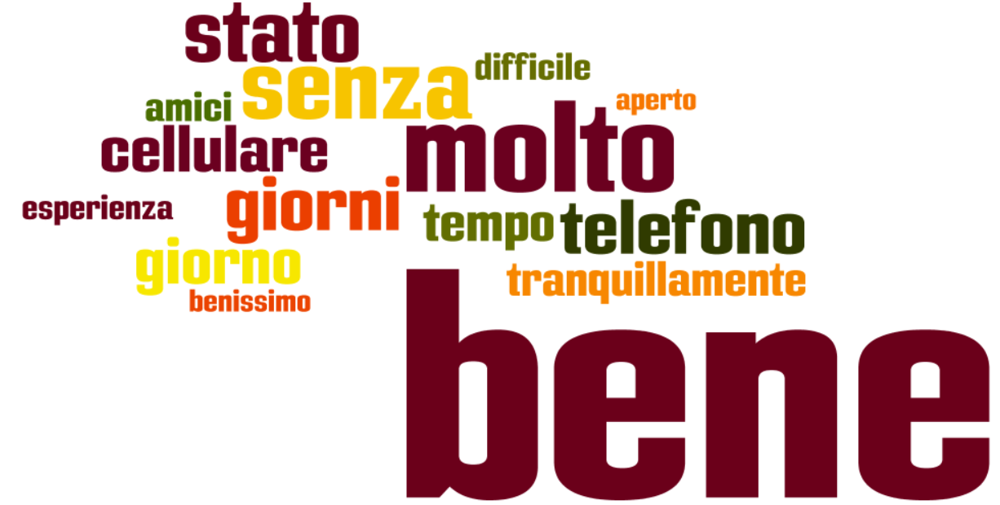 stato
senza
difficile
amici
aperto
molto
cellulare
giorni
esperienza
tempo
telefono
giorno
tranquillamente
benissimo
bene